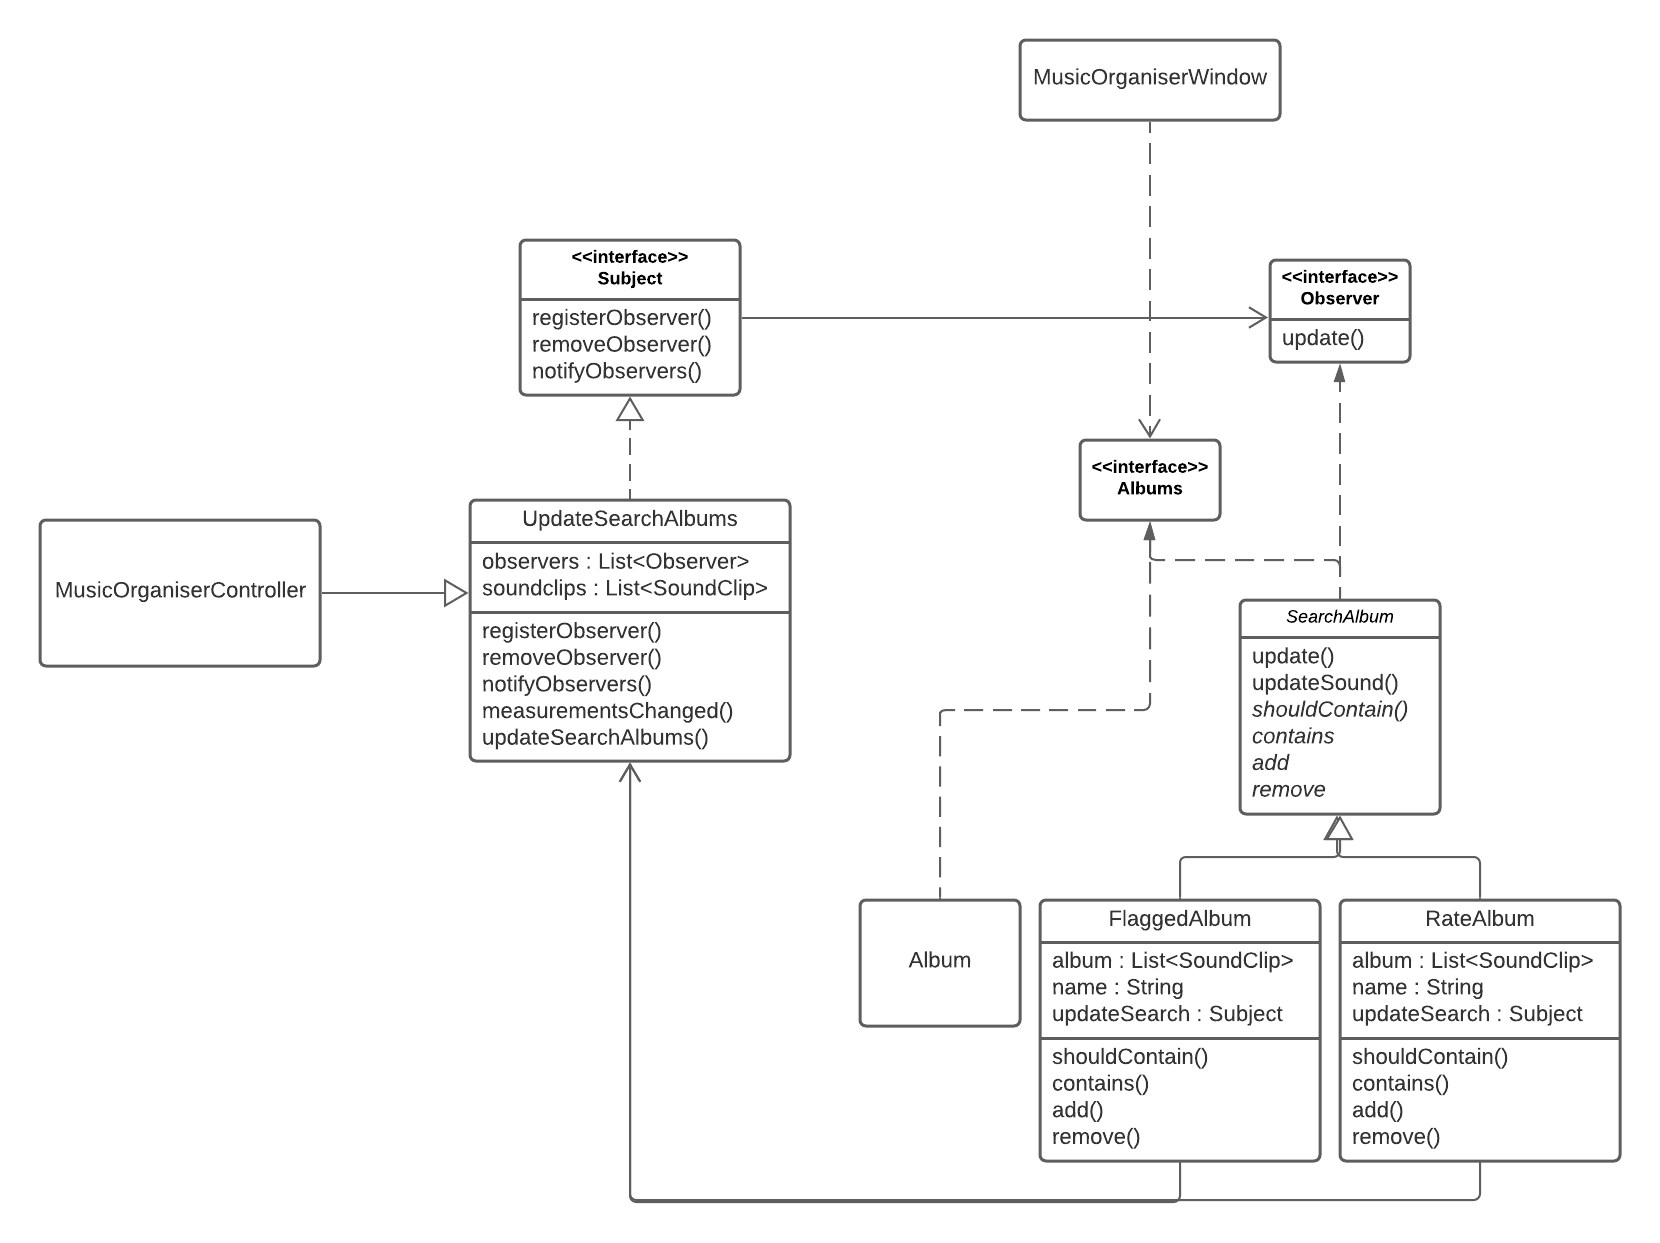 MusicOrganiserWindow
<<interface>>
Subject
registerObserver()
removeObserver()
notifyObservers()
<<interface>>
Observer
update()
<<interface>>
Albums
MusicOrganiserController
UpdateSearchAlbums
observers : List<Observer>
soundclips : List<SoundClip>
registerObserver()
removeObserver()
notifyObservers()
measurementsChanged()
updateSearchAlbums()
SearchAlbum
update()
updateSound()
shouldContain()
contains
add
remove
Album
FlaggedAlbum
album : List<SoundClip>
name : String
updateSearch : Subject
shouldContain()
contains()
add()
remove()
RateAlbum
album : List<SoundClip>
name : String
updateSearch : Subject
shouldContain()
contains()
add()
remove()